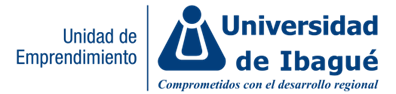 Unidad de
Emprendimiento
Universidad
de Ibagué
Comprometidos con el desarrollo regional